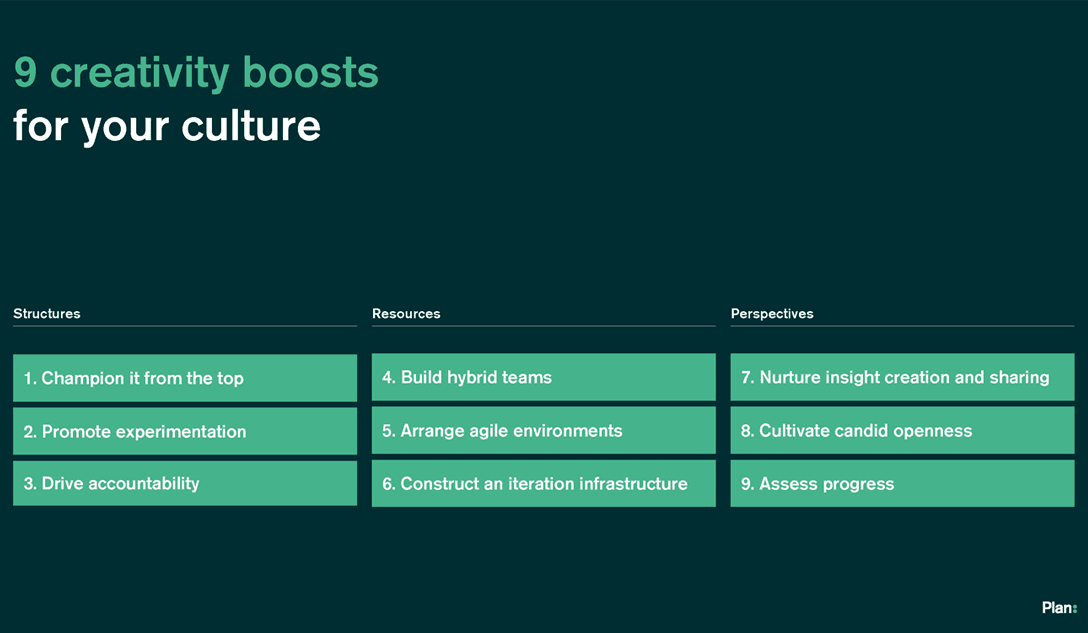 9 creativity boosts
for your culture
Structures
1. Champion it from the top
2. Promote experimentation
3. Drive accountability
Resources
4. Build hybrid teams
5. Arrange agile environments
6. Construct an iteration infrastructure
Perspectives
7. Nurture insight creation and sharing
8. Cultivate candid openness
9. Assess progress
Plan: